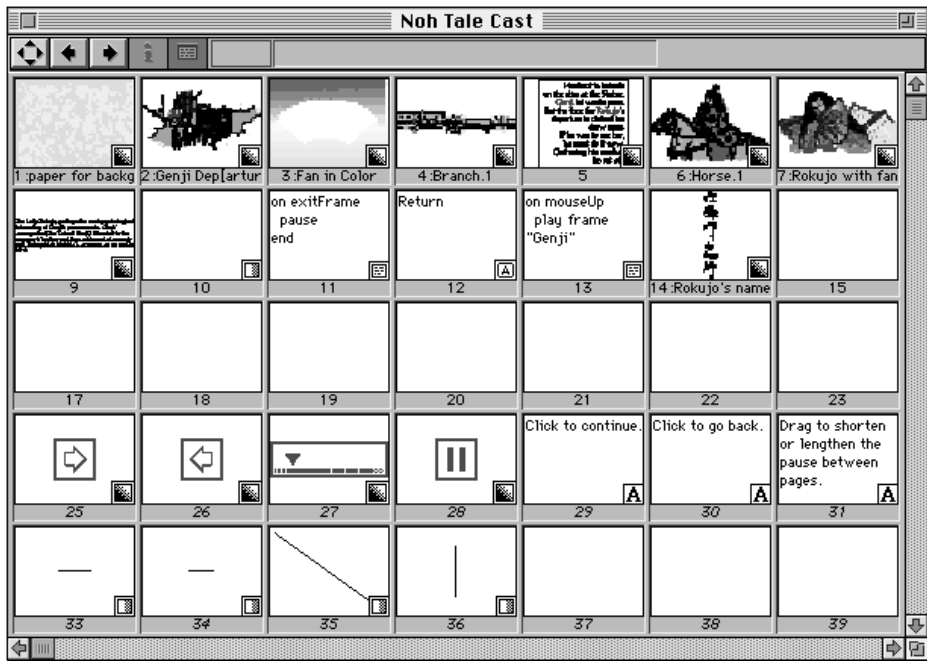 Noh Tale Cast
1 :paper for backg
2 :Genji Dep[artur
3 :Fan in Color
4 :Branch.1
5
6 :Horse.1
7 :Rokujo with fan
9
10
on exitFrame
pause
end
11
Return
A
12
on mouseUp
play frame
"Genji"
13
14 :Rokujo's name
15
17
18
19
20
21
22
23
25
26
27
28
Click to continue.
A
29
Click to go back.
A
30
Drag to shorten
or lengthen the
pause between
pages.
A
31
33
34
35
36
37
38
39